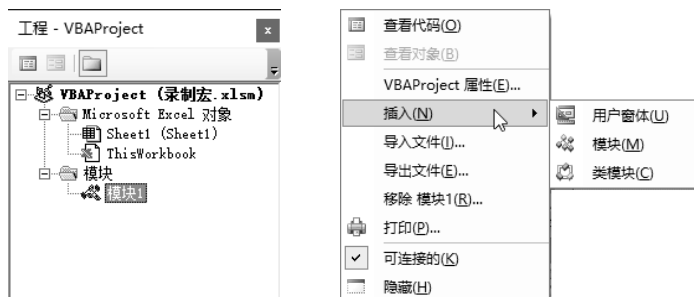 工程 - VBAProject
VBAProject (录制宏.xlsm)
Microsoft Excel 对象
Sheet1 (Sheet1)
ThisWorkbook
模块
模块1
查看代码(O)
查看对象(B)
VBAProject 属性(E)...
插入(N)
导入文件(I)...
导出文件(E)...
移除 模块1(R)...
打印(P)...
可连接的(K)
隐藏(H)
用户窗体(U)
模块(M)
类模块(C)